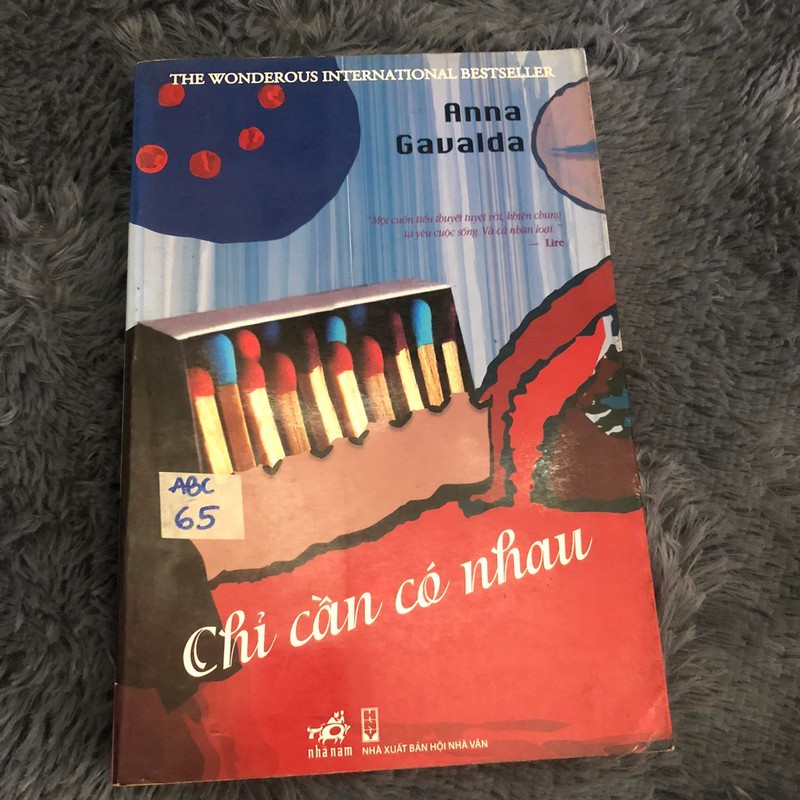 THE WONDEROUS INTERNATIONAL BESTSELLER
Anna
Gavalda
"Một cuốn tiểu thuyết tuyệt vời, khiến chúng
ta yêu cuộc sống. Và cả nhân loại."
— Lire
ABC
65
Chỉ cần có nhau
nhã nam
NHÀ XUẤT BẢN HỘI NHÀ VĂN